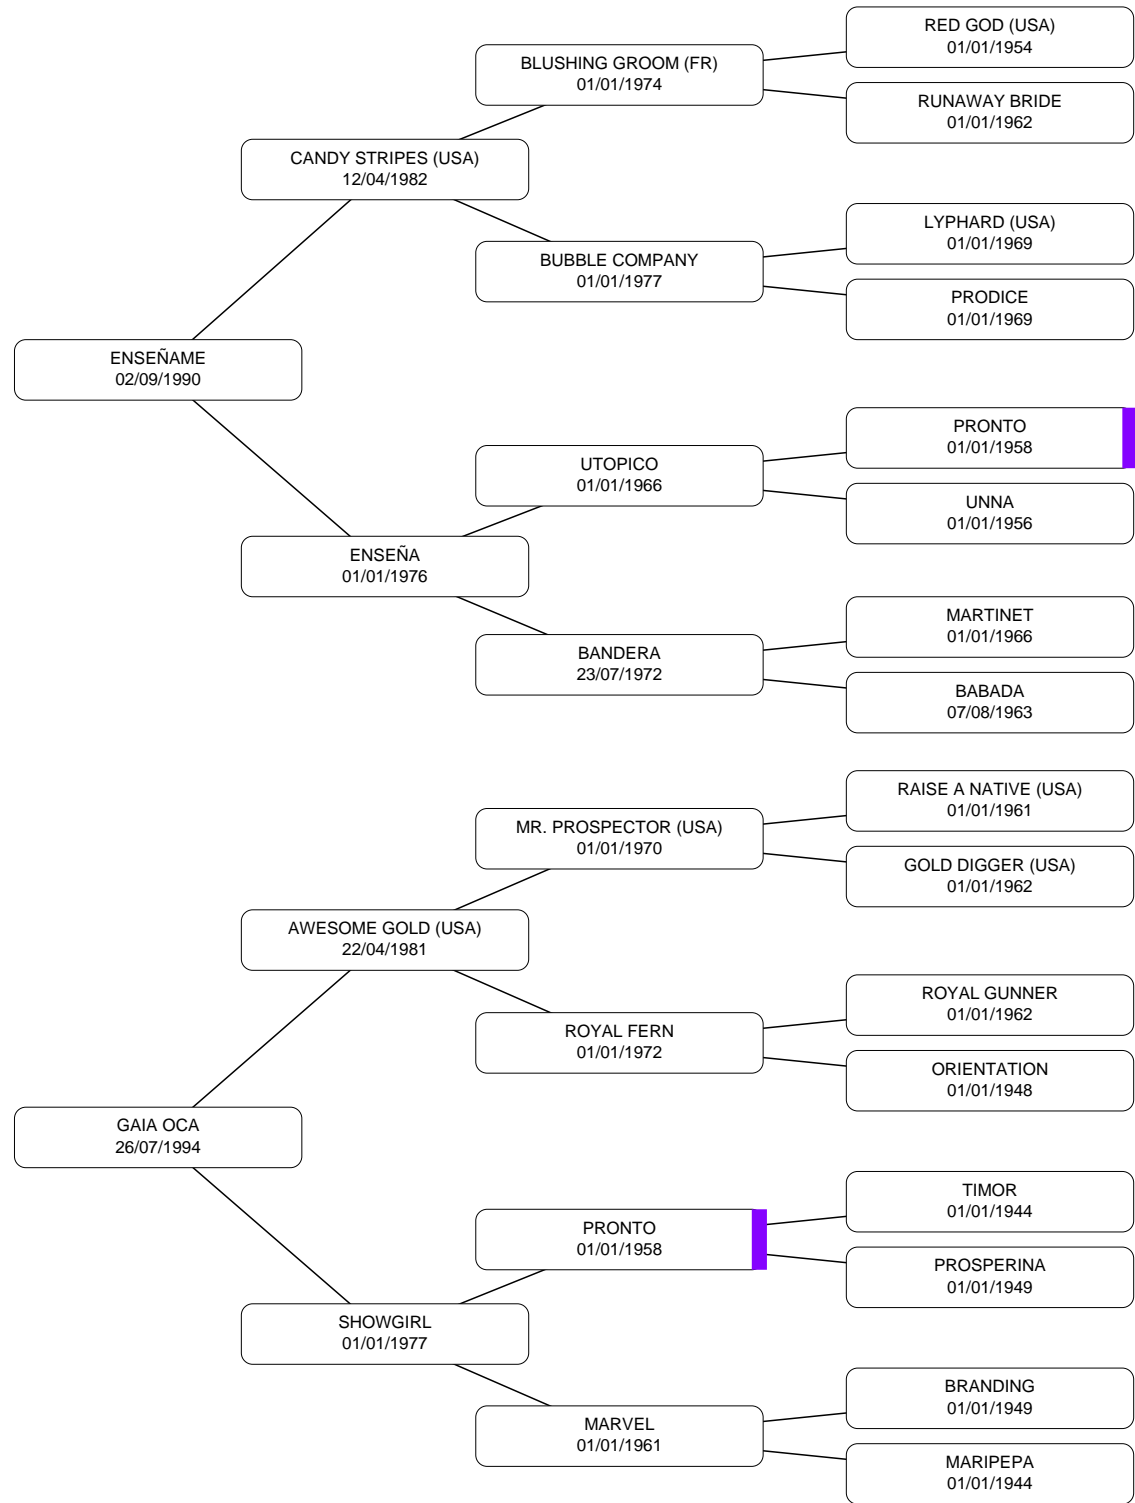 RED GOD (USA)
01/01/1954
BLUSHING GROOM (FR)
01/01/1974
RUNAWAY BRIDE
01/01/1962
CANDY STRIPES (USA)
12/04/1982
LYPHARD (USA)
01/01/1969
BUBBLE COMPANY
01/01/1977
PRODICE
01/01/1969
ENSEÑAME
02/09/1990
PRONTO
01/01/1958
UTOPICO
01/01/1966
UNNA
01/01/1956
ENSEÑA
01/01/1976
MARTINET
01/01/1966
BANDERA
23/07/1972
BABADA
07/08/1963
RAISE A NATIVE (USA)
01/01/1961
MR. PROSPECTOR (USA)
01/01/1970
GOLD DIGGER (USA)
01/01/1962
AWESOME GOLD (USA)
22/04/1981
ROYAL GUNNER
01/01/1962
ROYAL FERN
01/01/1972
ORIENTATION
01/01/1948
GAIA OCA
26/07/1994
TIMOR
01/01/1944
PRONTO
01/01/1958
PROSPERINA
01/01/1949
SHOWGIRL
01/01/1977
BRANDING
01/01/1949
MARVEL
01/01/1961
MARIPEPA
01/01/1944